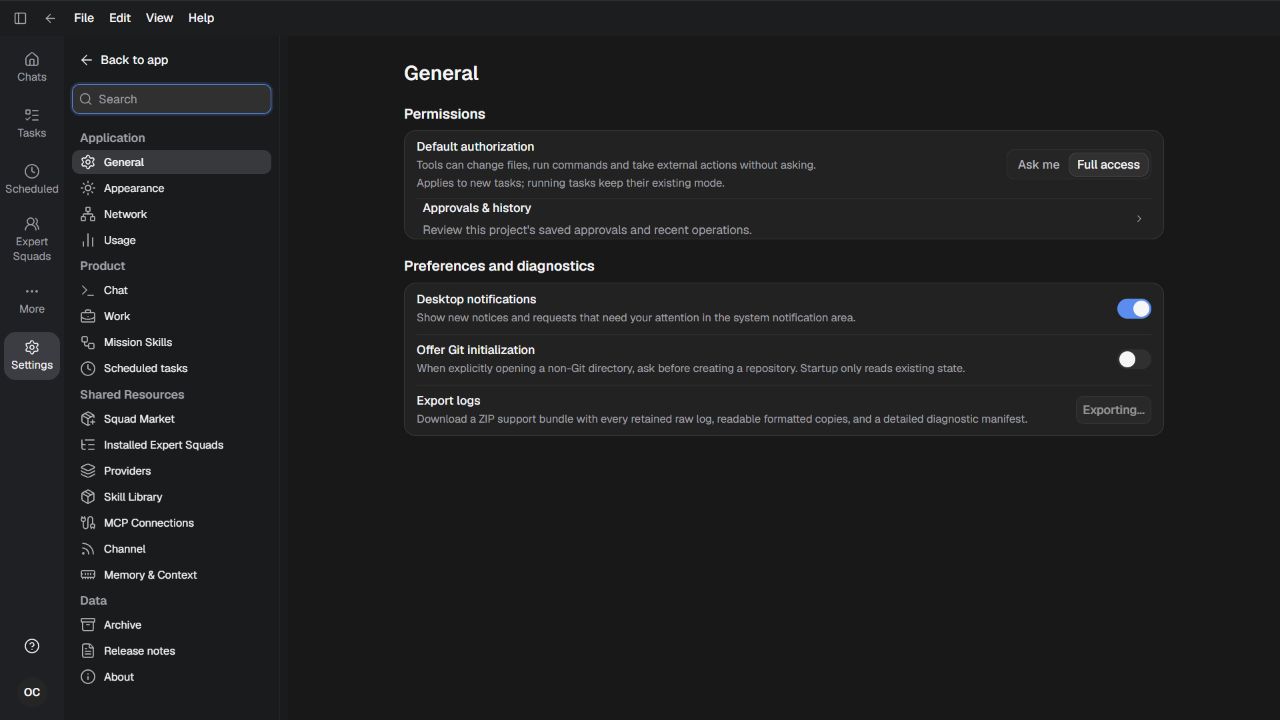 File Edit View Help
Chats
Tasks
Scheduled
Expert
Squads
More
Settings
OC
Back to app
Search
Application
General
Appearance
Network
Usage
Product
Chat
Work
Mission Skills
Scheduled tasks
Shared Resources
Squad Market
Installed Expert Squads
Providers
Skill Library
MCP Connections
Channel
Memory & Context
Data
Archive
Release notes
About
General
Permissions
Default authorization
Tools can change files, run commands and take external actions without asking.
Applies to new tasks; running tasks keep their existing mode.
Ask me Full access
Approvals & history
Review this project's saved approvals and recent operations.
Preferences and diagnostics
Desktop notifications
Show new notices and requests that need your attention in the system notification area.
Offer Git initialization
When explicitly opening a non-Git directory, ask before creating a repository. Startup only reads existing state.
Export logs
Download a ZIP support bundle with every retained raw log, readable formatted copies, and a detailed diagnostic manifest.
Exporting...